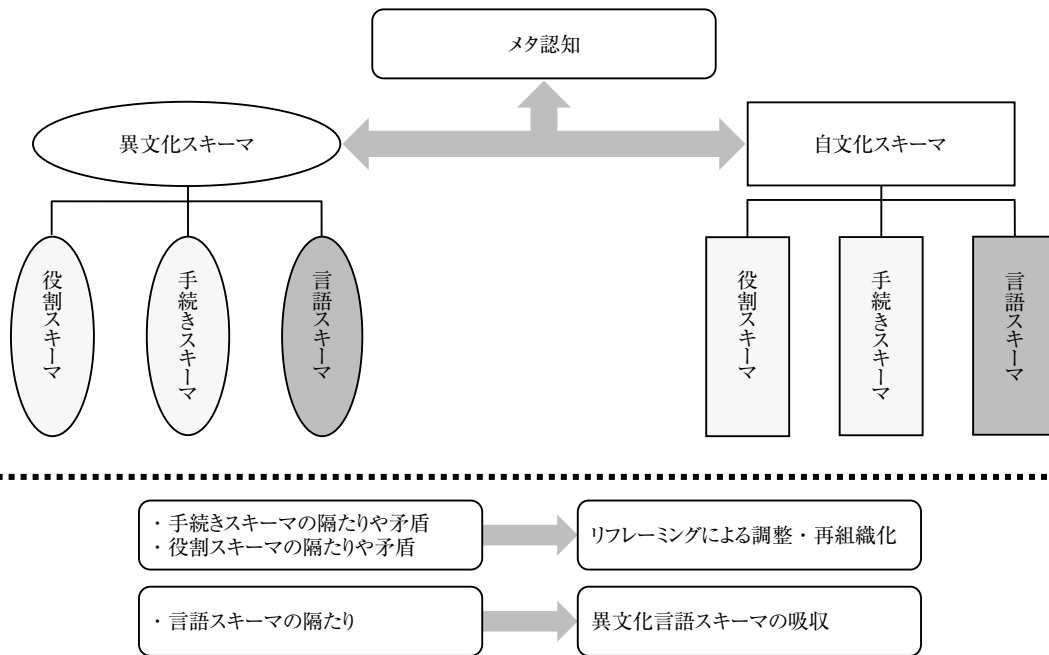 メタ認知
異文化スキーマ
自文化スキーマ
役割スキーマ
手続きスキーマ
言語スキーマ
役割スキーマ
手続きスキーマ
言語スキーマ
・手続きスキーマの隔たりや矛盾
・役割スキーマの隔たりや矛盾
リフレーミングによる調整・再組織化
・言語スキーマの隔たり
異文化言語スキーマの吸収